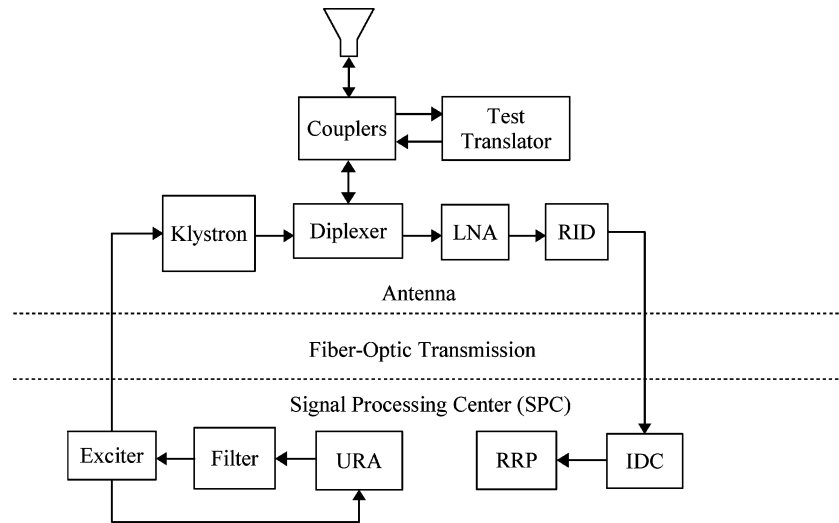 Couplers
Test
Translator
Klystron
Diplexer
LNA
RID
Antenna
Fiber-Optic Transmission
Signal Processing Center (SPC)
Exciter
Filter
URA
RRP
IDC